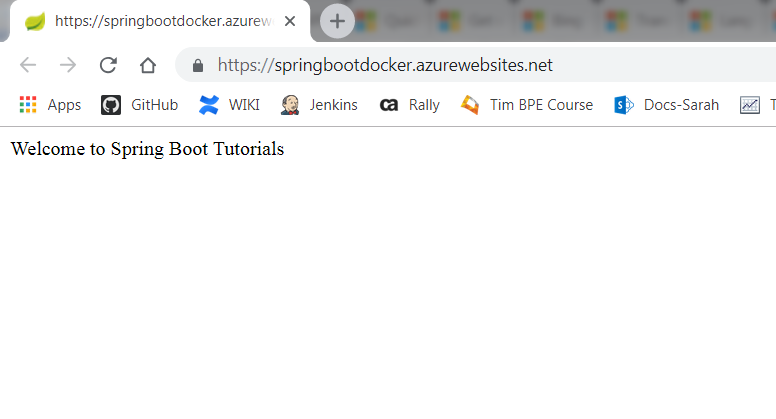 https://springbootdocker.azurew
https://springbootdocker.azurewebsites.net
Apps GitHub WIKI Jenkins ca Rally Tim BPE Course Docs-Sarah
Welcome to Spring Boot Tutorials